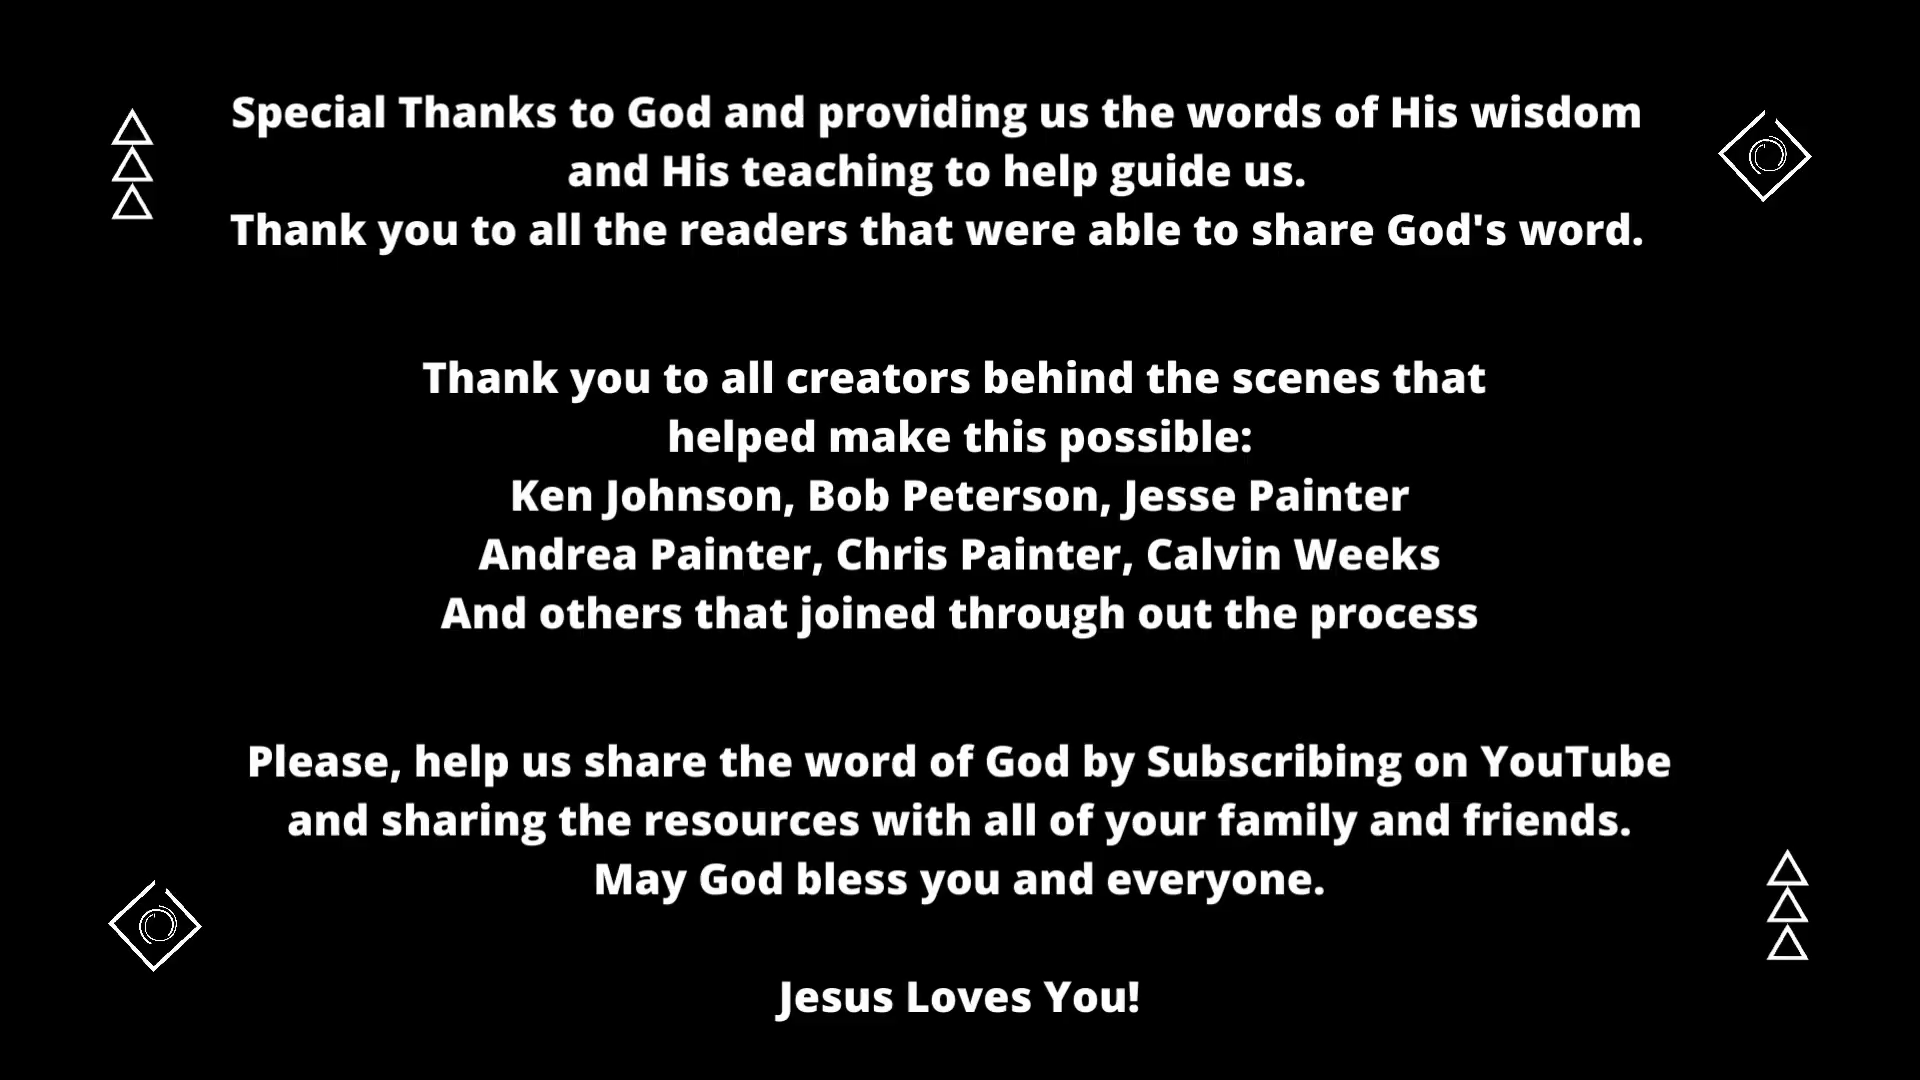 Special Thanks to God and providing us the words of His wisdom
and His teaching to help guide us.
Thank you to all the readers that were able to share God's word.
Thank you to all creators behind the scenes that
helped make this possible:
Ken Johnson, Bob Peterson, Jesse Painter
Andrea Painter, Chris Painter, Calvin Weeks
And others that joined through out the process
Please, help us share the word of God by Subscribing on YouTube
and sharing the resources with all of your family and friends.
May God bless you and everyone.
Jesus Loves You!